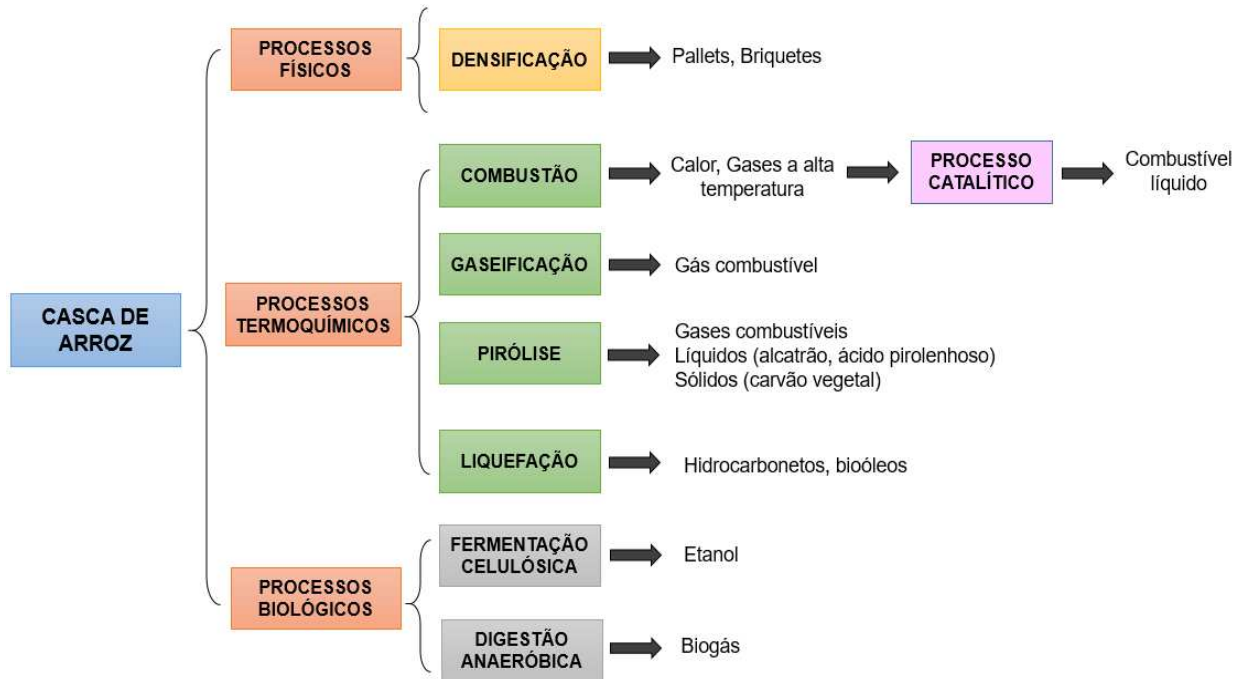 PROCESSOS
FÍSICOS
DENSIFICAÇÃO
Pallets, Briquetes
COMBUSTÃO
Calor, Gases a alta
temperatura
PROCESSO
CATALÍTICO
Combustível
líquido
GASEIFICAÇÃO
Gás combustível
CASCA DE
ARROZ
PROCESSOS
TERMOQUÍMICOS
PIRÓLISE
Gases combustíveis
Líquidos (alcatrão, ácido pirolenhoso)
Sólidos (carvão vegetal)
LIQUEFAÇÃO
Hidrocarbonetos, bioóleos
PROCESSOS
BIOLÓGICOS
FERMENTAÇÃO
CELULÓSICA
Etanol
DIGESTÃO
ANAERÓBICA
Biogás